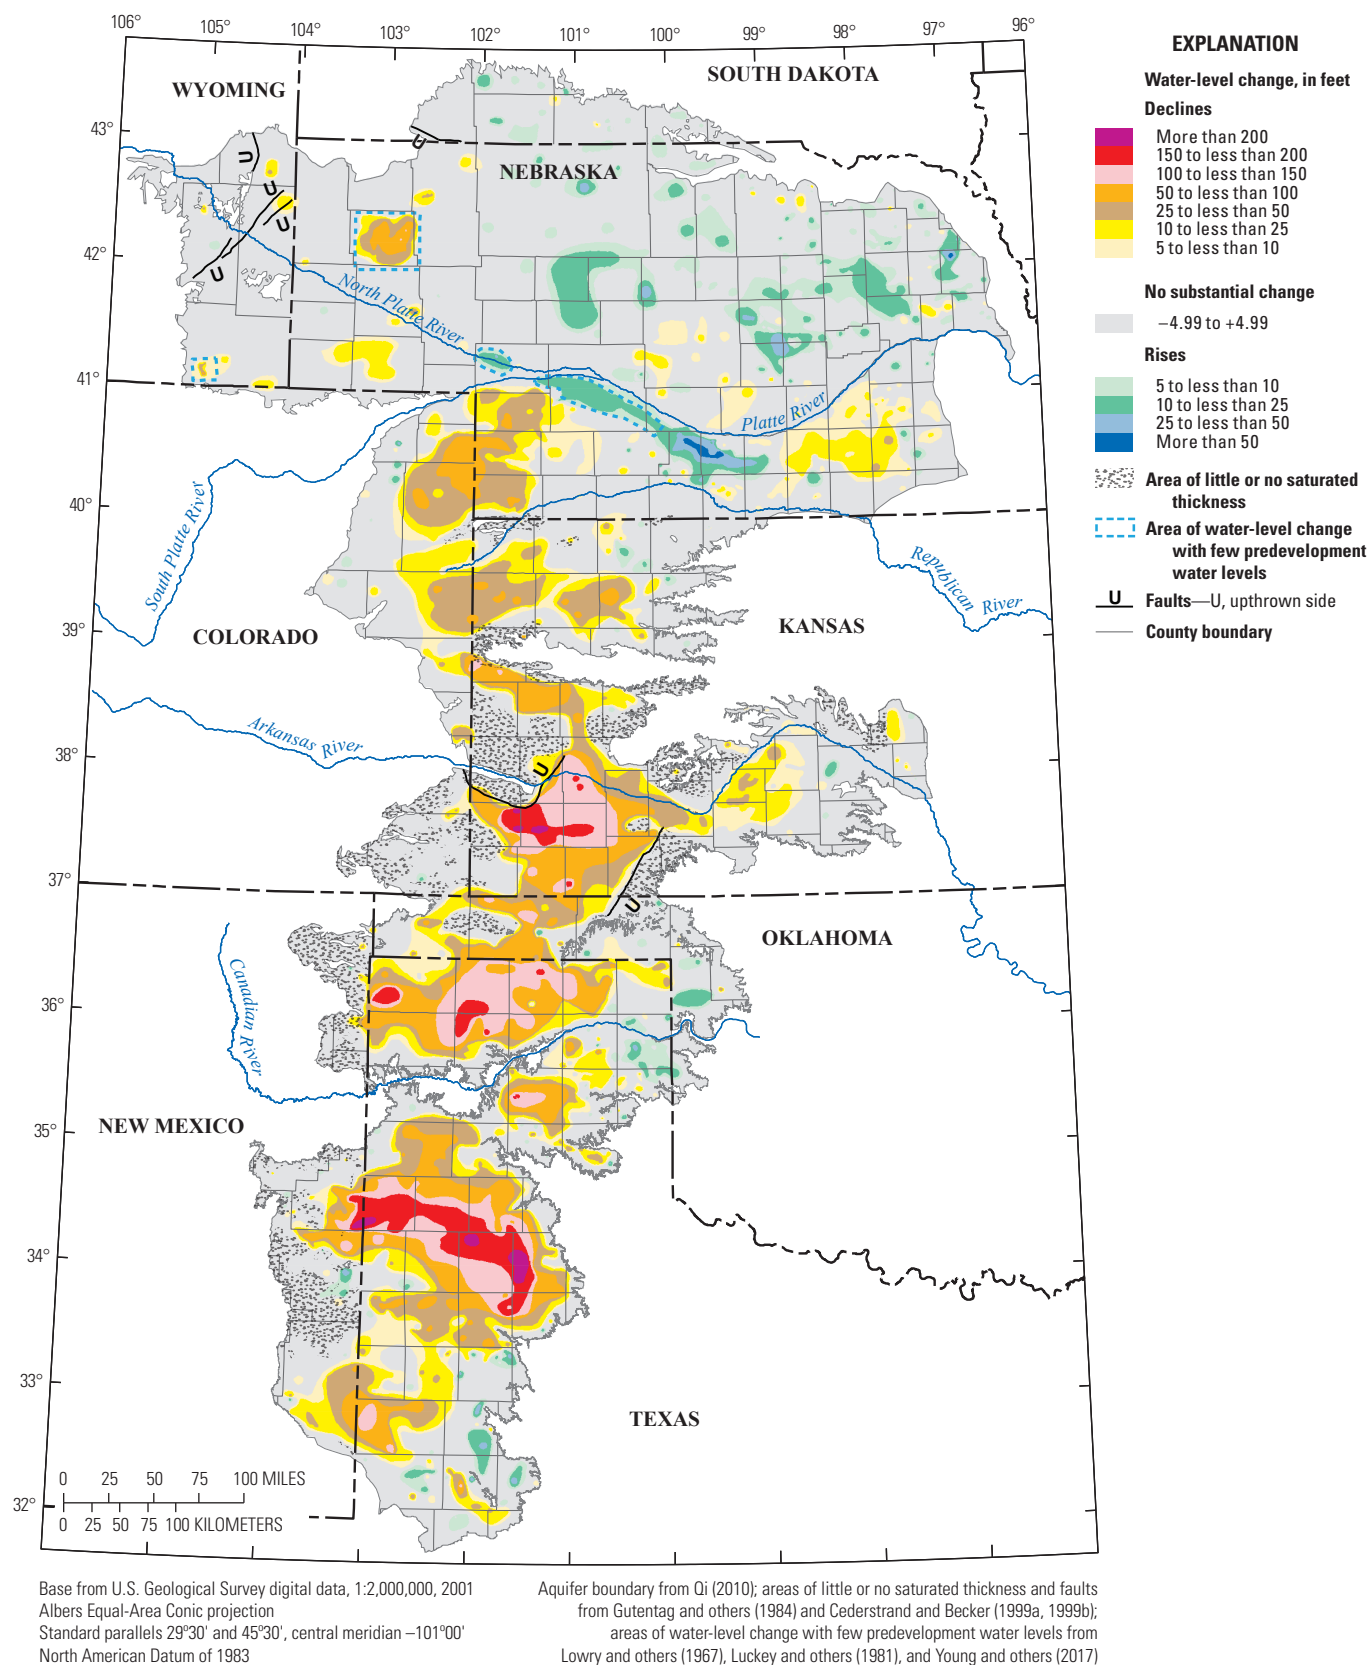 106°
105°
104°
103°
102°
101°
100°
99°
98°
97°
96°
WYOMING
SOUTH DAKOTA
43°
U
U
NEBRASKA
U
U
42°
U
North Platte River
41°
Platte River
40°
South Platte River
Republican River
39°
COLORADO
KANSAS
Arkansas River
38°
U
37°
U
OKLAHOMA
Canadian River
36°
35°
NEW MEXICO
34°
33°
TEXAS
32°
0 25 50 75 100 MILES
0 25 50 75 100 KILOMETERS
EXPLANATION
Water-level change, in feet
Declines
More than 200
150 to less than 200
100 to less than 150
50 to less than 100
25 to less than 50
10 to less than 25
5 to less than 10
No substantial change
−4.99 to +4.99
Rises
5 to less than 10
10 to less than 25
25 to less than 50
More than 50
Area of little or no saturated
thickness
Area of water-level change
with few predevelopment
water levels
U
Faults—U, upthrown side
County boundary
Base from U.S. Geological Survey digital data, 1:2,000,000, 2001
Albers Equal-Area Conic projection
Standard parallels 29°30' and 45°30', central meridian –101°00'
North American Datum of 1983
Aquifer boundary from Qi (2010); areas of little or no saturated thickness and faults
from Gutentag and others (1984) and Cederstrand and Becker (1999a, 1999b);
areas of water-level change with few predevelopment water levels from
Lowry and others (1967), Luckey and others (1981), and Young and others (2017)